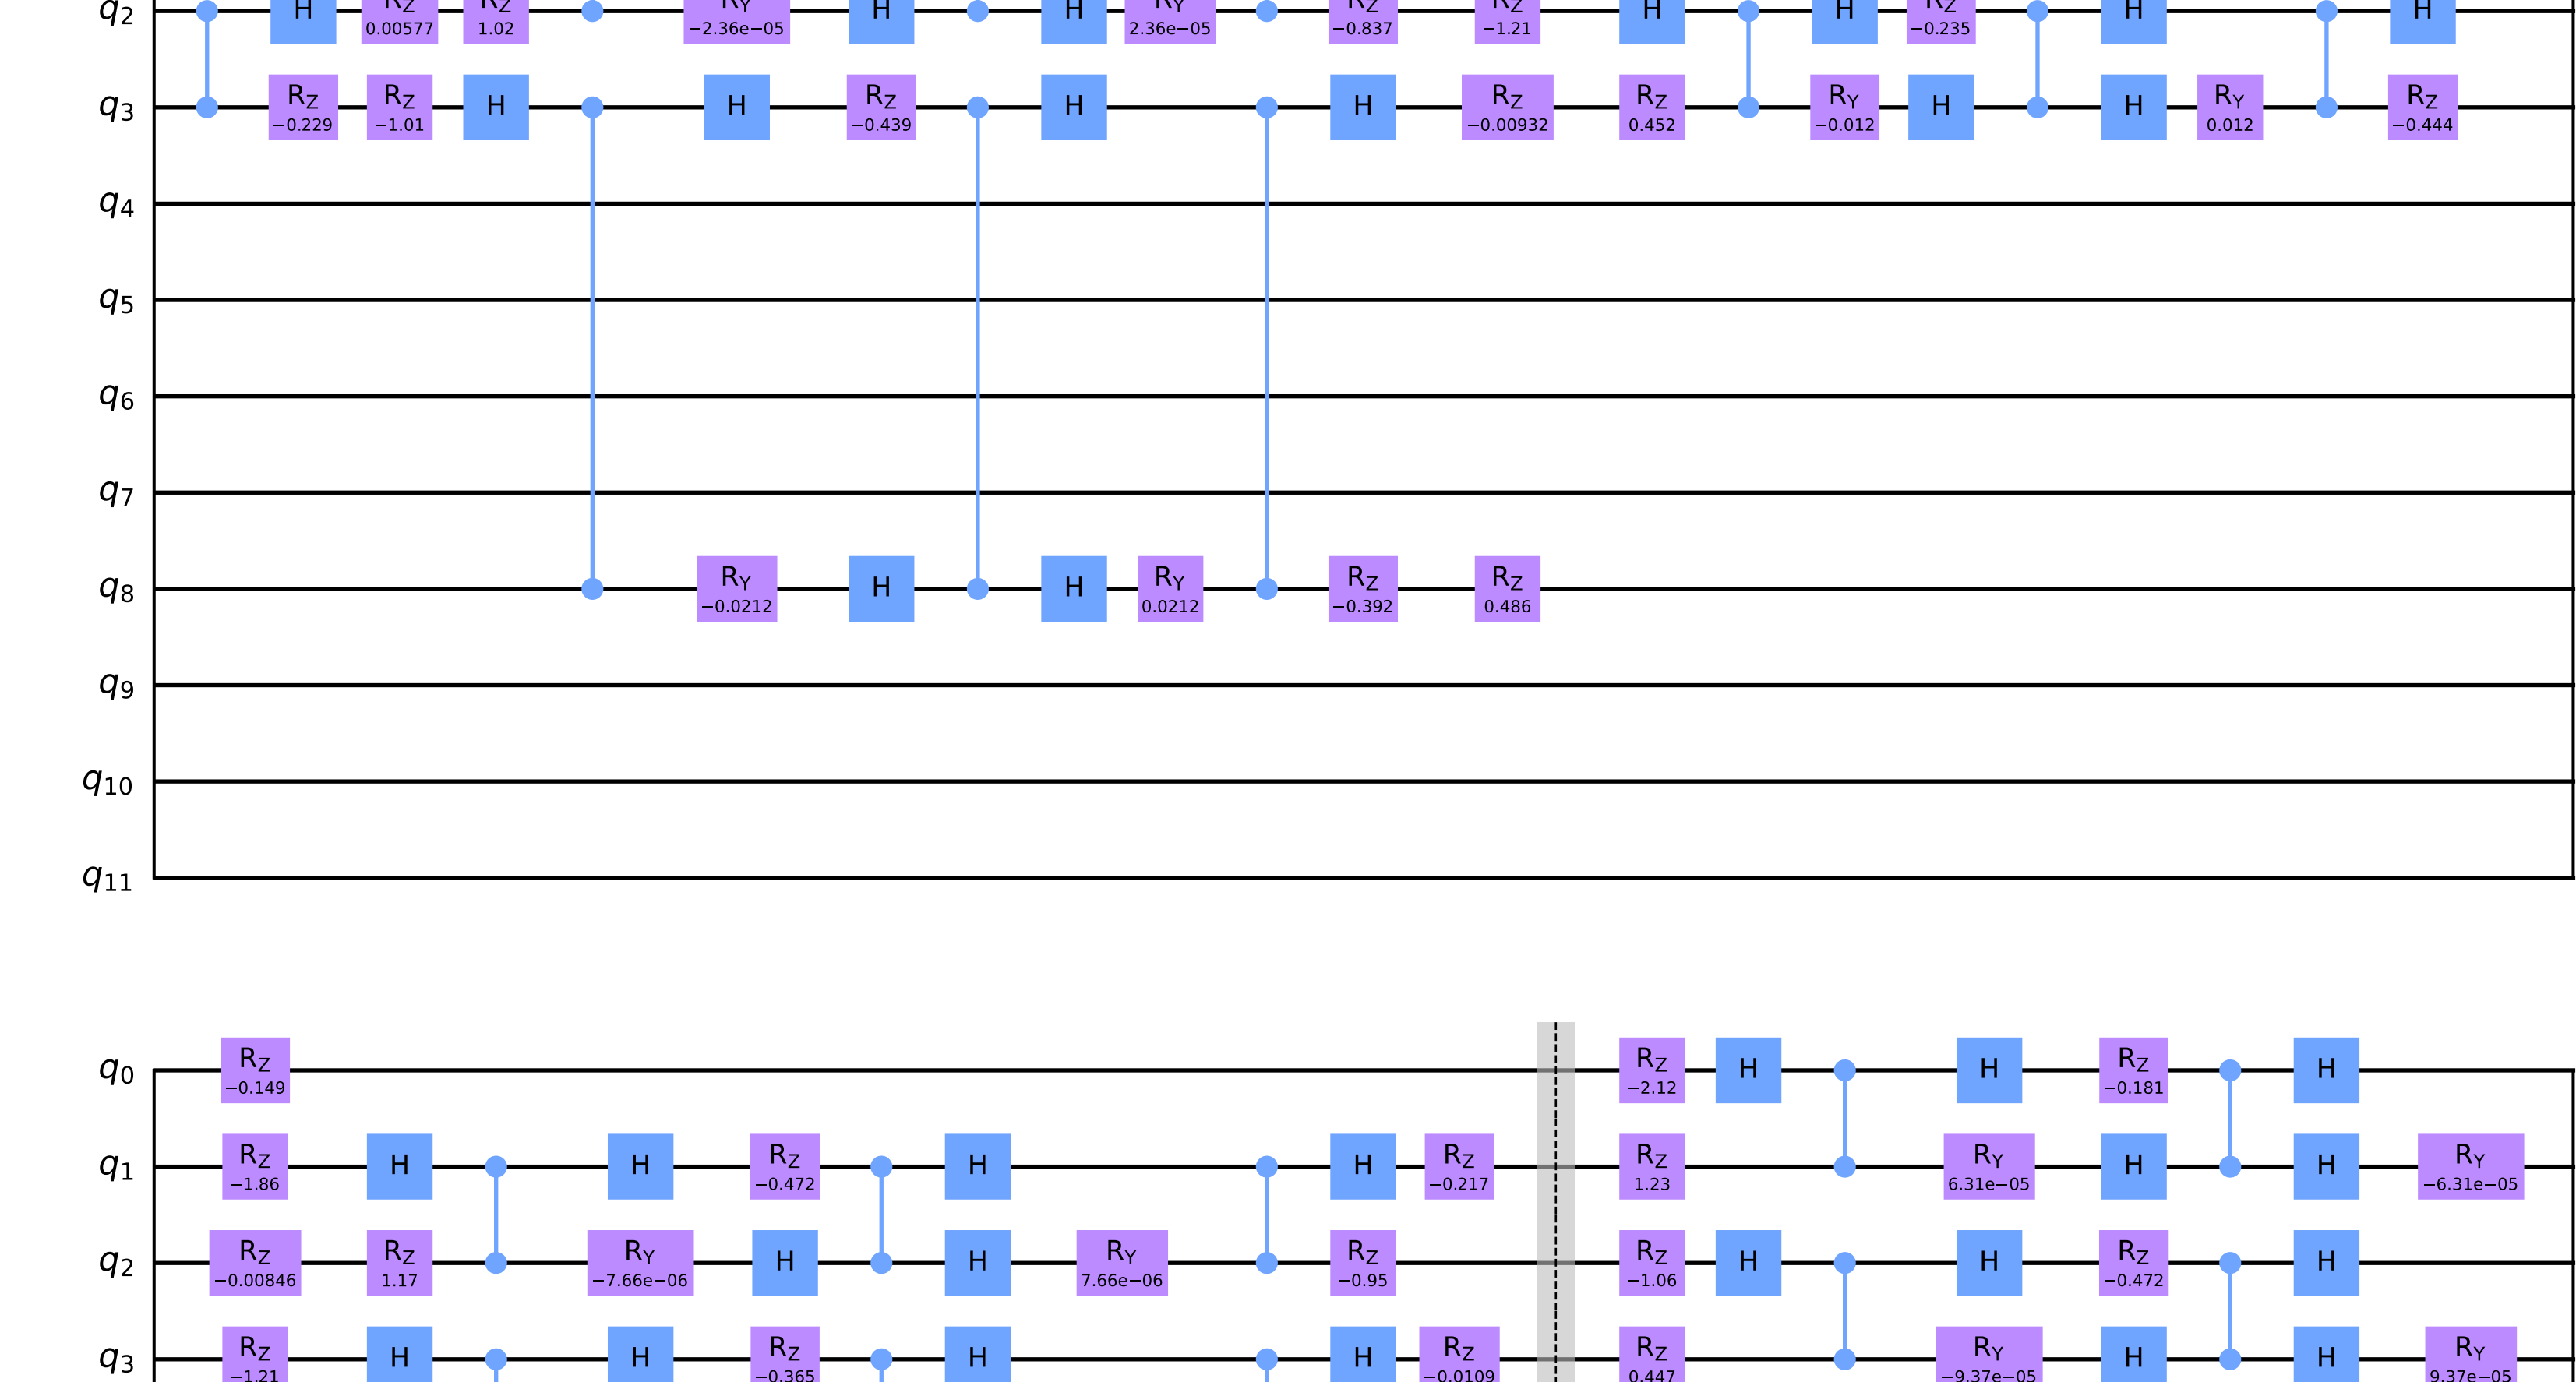 q2 H RZ RZ RY H H RY RZ RZ H H RZ H H
0.00577 1.02 −2.36e−05 2.36e−05 −0.837 −1.21 −0.235
q3 RZ RZ H H RZ H H RZ RZ RY H H RY RZ
−0.229 −1.01 −0.439 −0.00932 0.452 −0.012 0.012 −0.444
q4
q5
q6
q7
q8 RY H H RY RZ RZ
−0.0212 0.0212 −0.392 0.486
q9
q10
q11
q0 RZ RZ H H RZ H
−0.149 −2.12 −0.181
q1 RZ H H RZ H H RZ RZ RY H H RY
−1.86 −0.472 −0.217 1.23 6.31e−05 −6.31e−05
q2 RZ RZ RY H H RY RZ RZ H H RZ H
−0.00846 1.17 −7.66e−06 7.66e−06 −0.95 −1.06 −0.472
q3 RZ H H RZ H H RZ RZ RY H H RY
−1.21 −0.365 −0.0109 0.447 −9.37e−05 9.37e−05